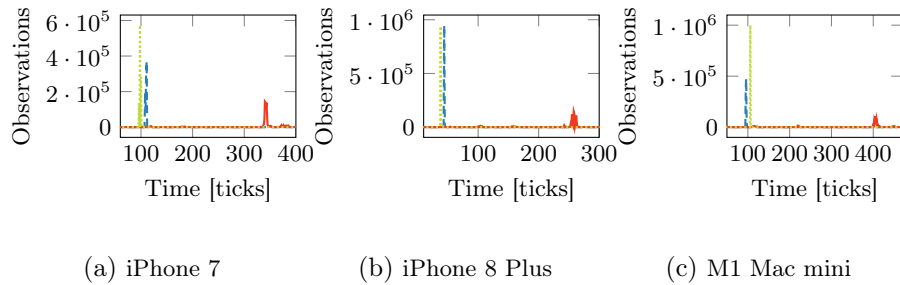 Observations
6 · 10^5
4 · 10^5
2 · 10^5
0
100 200 300 400
Time [ticks]
(a) iPhone 7
Observations
1 · 10^6
5 · 10^5
0
100 200 300
Time [ticks]
(b) iPhone 8 Plus
Observations
1 · 10^6
5 · 10^5
0
100 200 300 400
Time [ticks]
(c) M1 Mac mini